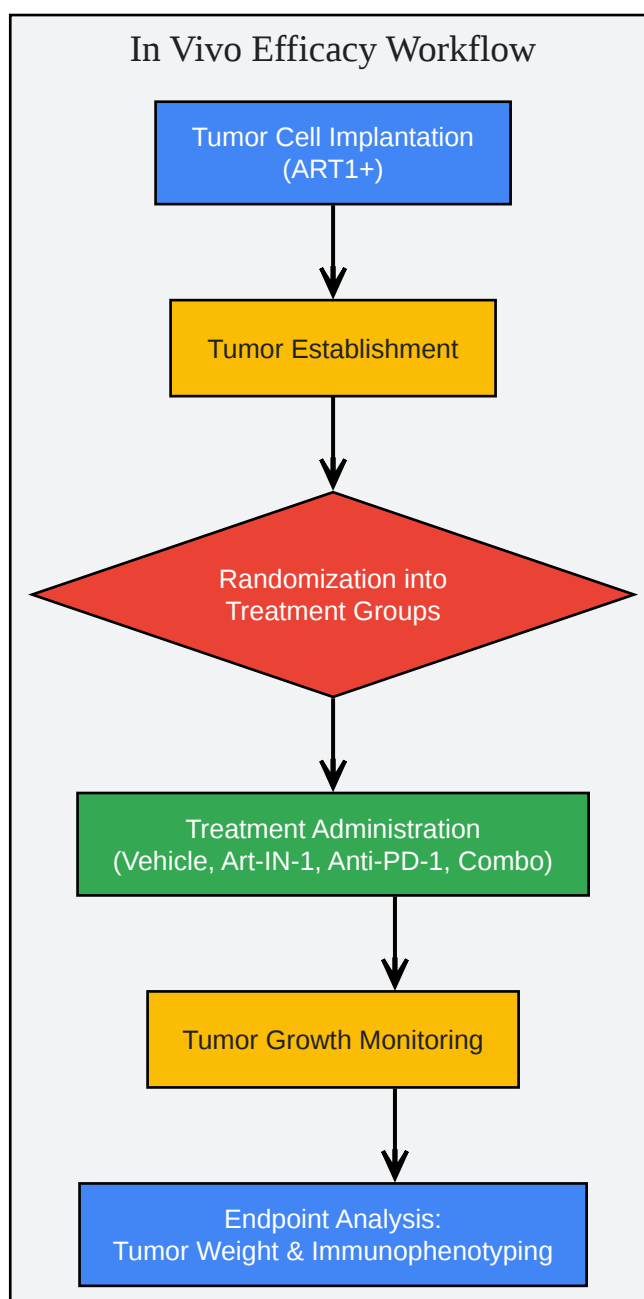 In Vivo Efficacy Workflow
Tumor Cell Implantation
(ART1+)
Tumor Establishment
Randomization into
Treatment Groups
Treatment Administration
(Vehicle, Art-IN-1, Anti-PD-1, Combo)
Tumor Growth Monitoring
Endpoint Analysis:
Tumor Weight & Immunophenotyping